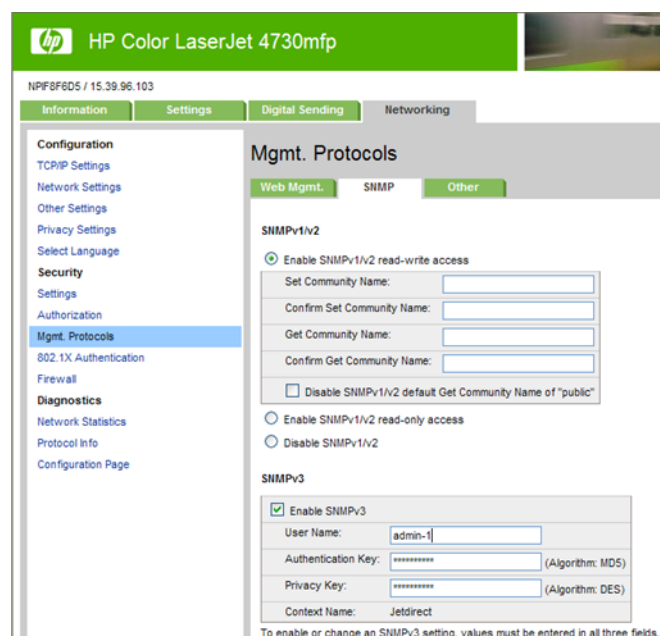 hp HP Color LaserJet 4730mfp
NPIF8F6D5 / 15.39.96.103
Information Settings Digital Sending Networking
Configuration
TCP/IP Settings
Network Settings
Other Settings
Privacy Settings
Select Language
Security
Settings
Authorization
Mgmt. Protocols
802.1X Authentication
Firewall
Diagnostics
Network Statistics
Protocol Info
Configuration Page
Mgmt. Protocols
Web Mgmt. SNMP Other
SNMPv1/v2
Enable SNMPv1/v2 read-write access
Set Community Name:
Confirm Set Community Name:
Get Community Name:
Confirm Get Community Name:
Disable SNMPv1/v2 default Get Community Name of "public"
Enable SNMPv1/v2 read-only access
Disable SNMPv1/v2
SNMPv3
Enable SNMPv3
User Name: admin-1
Authentication Key: ********** (Algorithm: MD5)
Privacy Key: ********** (Algorithm: DES)
Context Name: Jetdirect
To enable or change an SNMPv3 setting, values must be entered in all three fields.